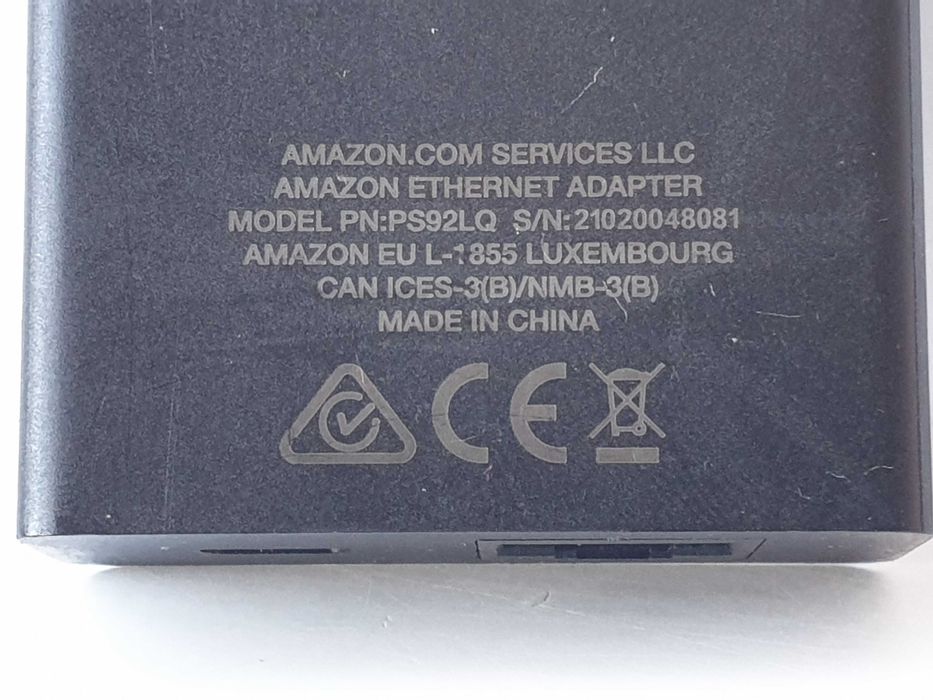 AMAZON.COM SERVICES LLC
AMAZON ETHERNET ADAPTER
MODEL PN:PS92LQ S/N:21020048081
AMAZON EU L-1855 LUXEMBOURG
CAN ICES-3(B)/NMB-3(B)
MADE IN CHINA
CE